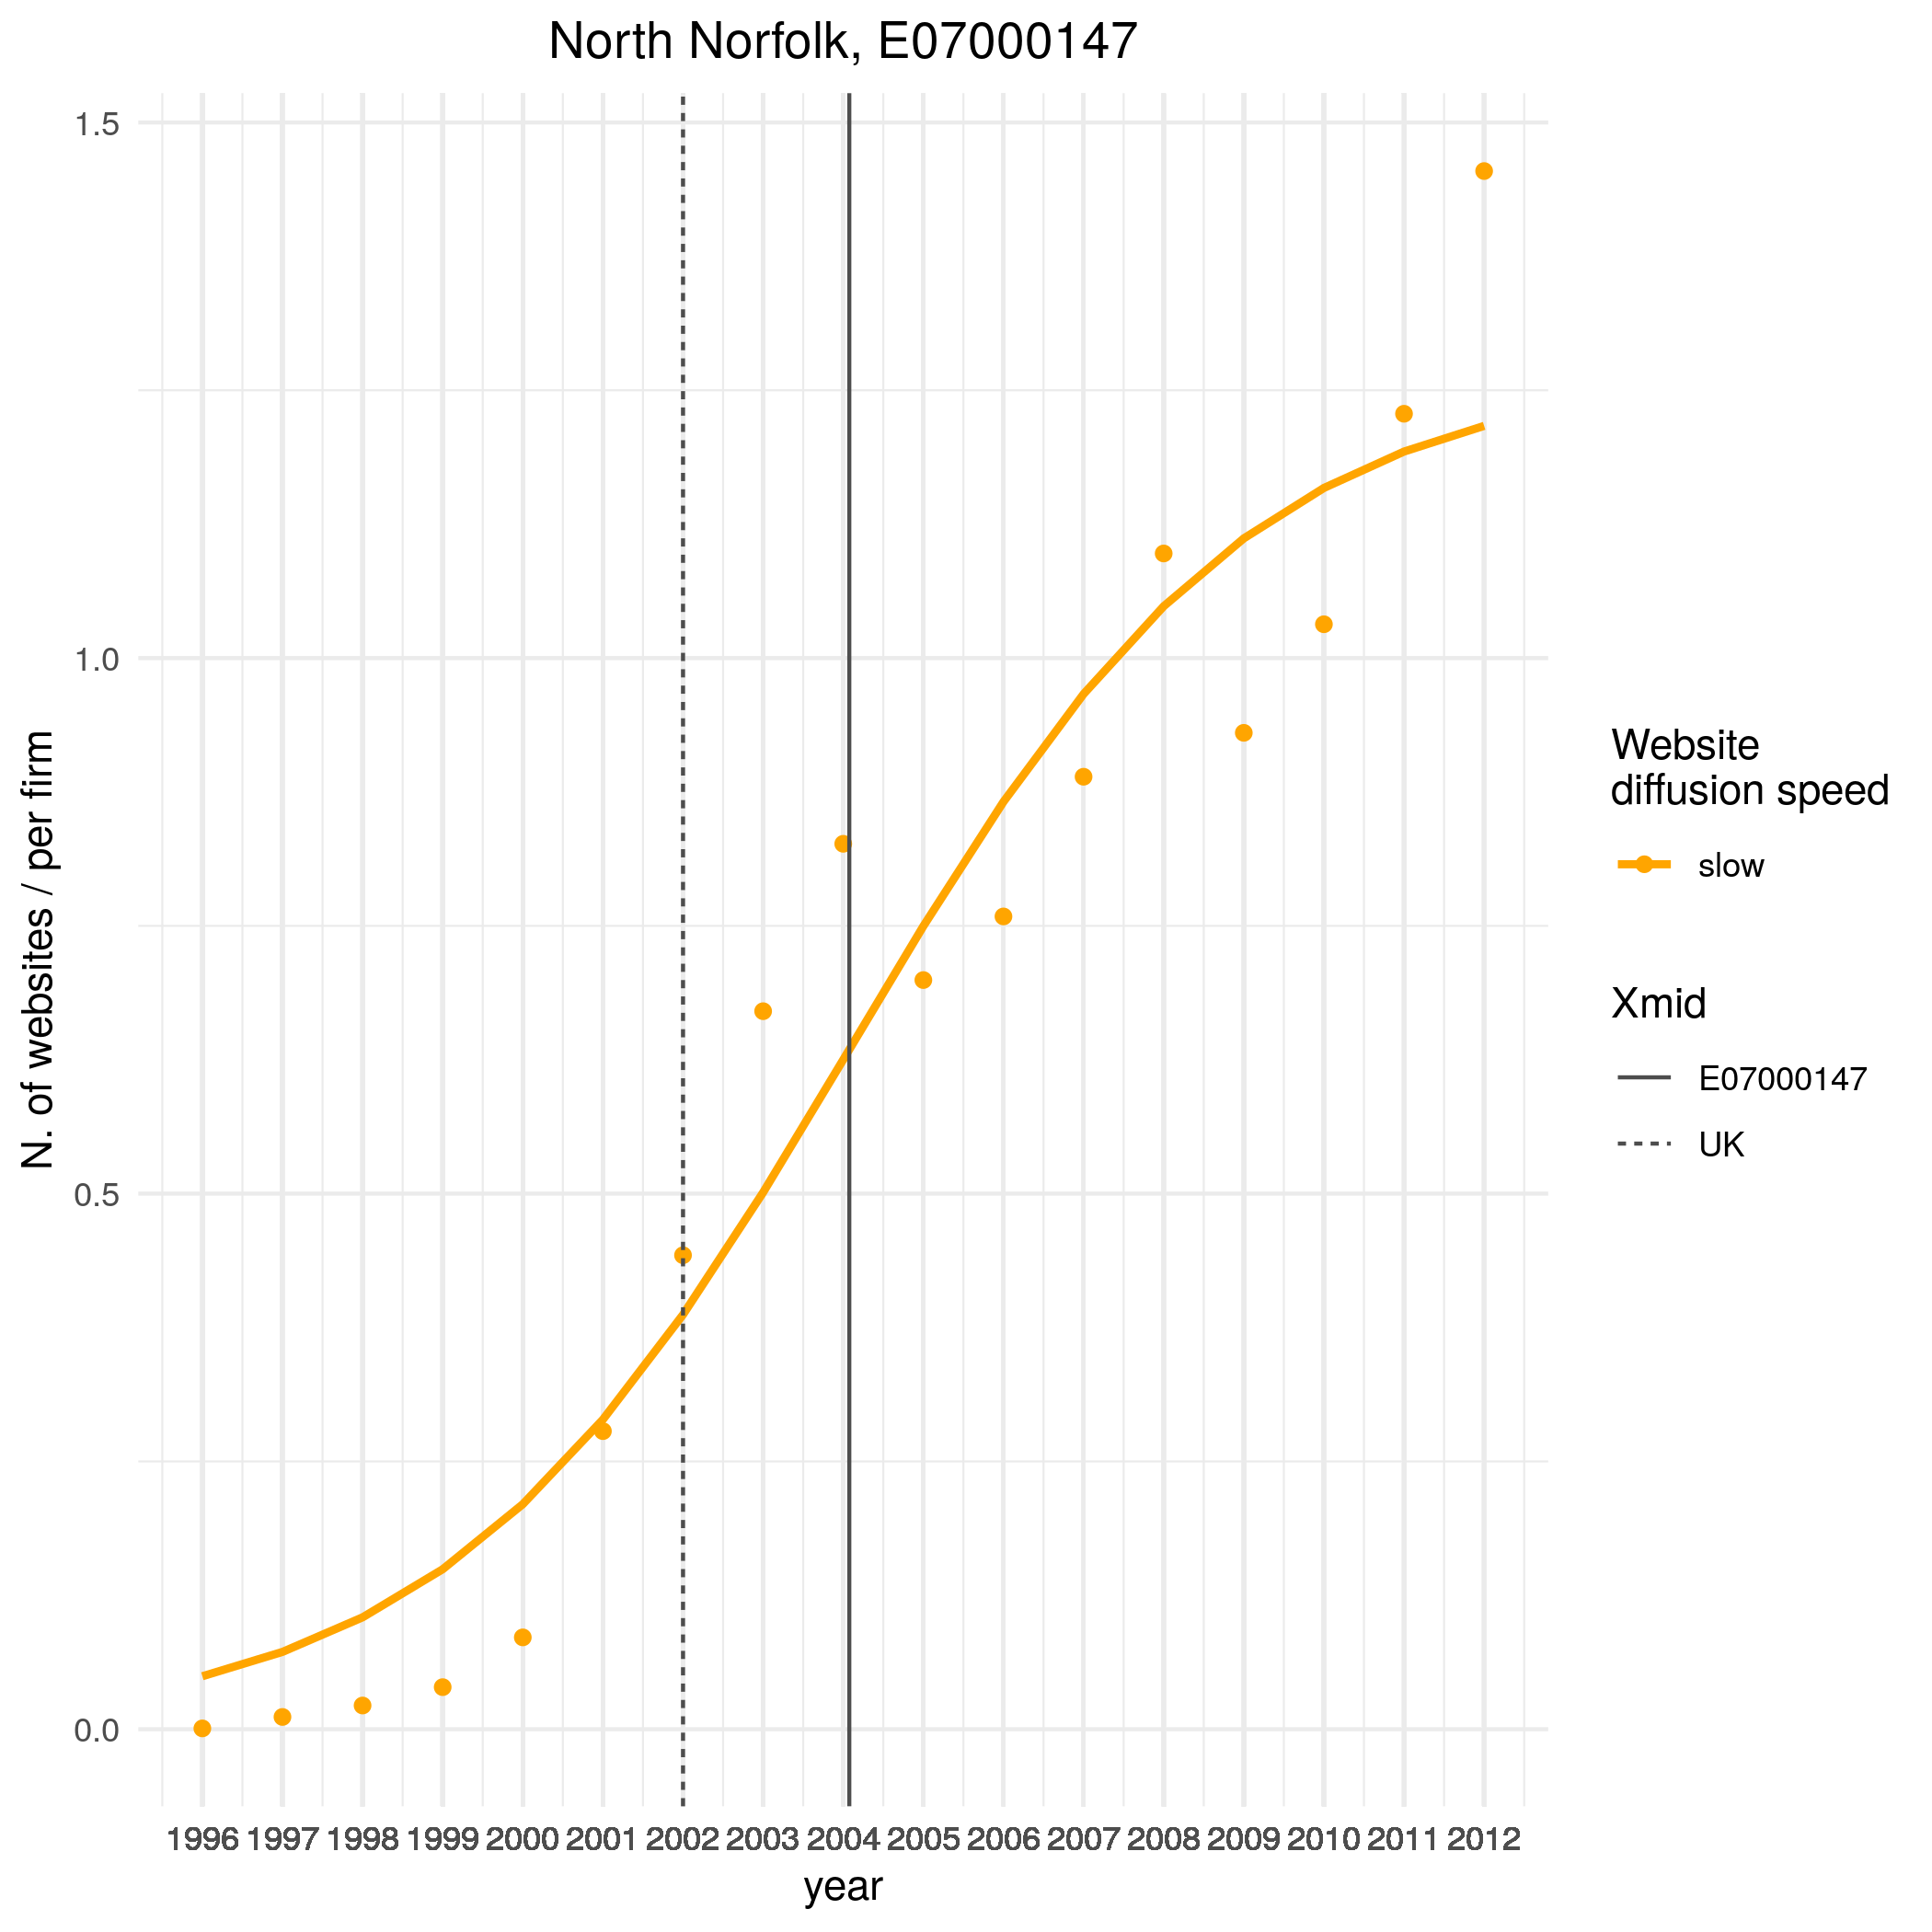 North Norfolk, E07000147
1.5
1.0
0.5
0.0
N. of websites / per firm
1996 1997 1998 1999 2000 2001 2002 2003 2004 2005 2006 2007 2008 2009 2010 2011 2012
year
Website
diffusion speed
slow
Xmid
E07000147
UK